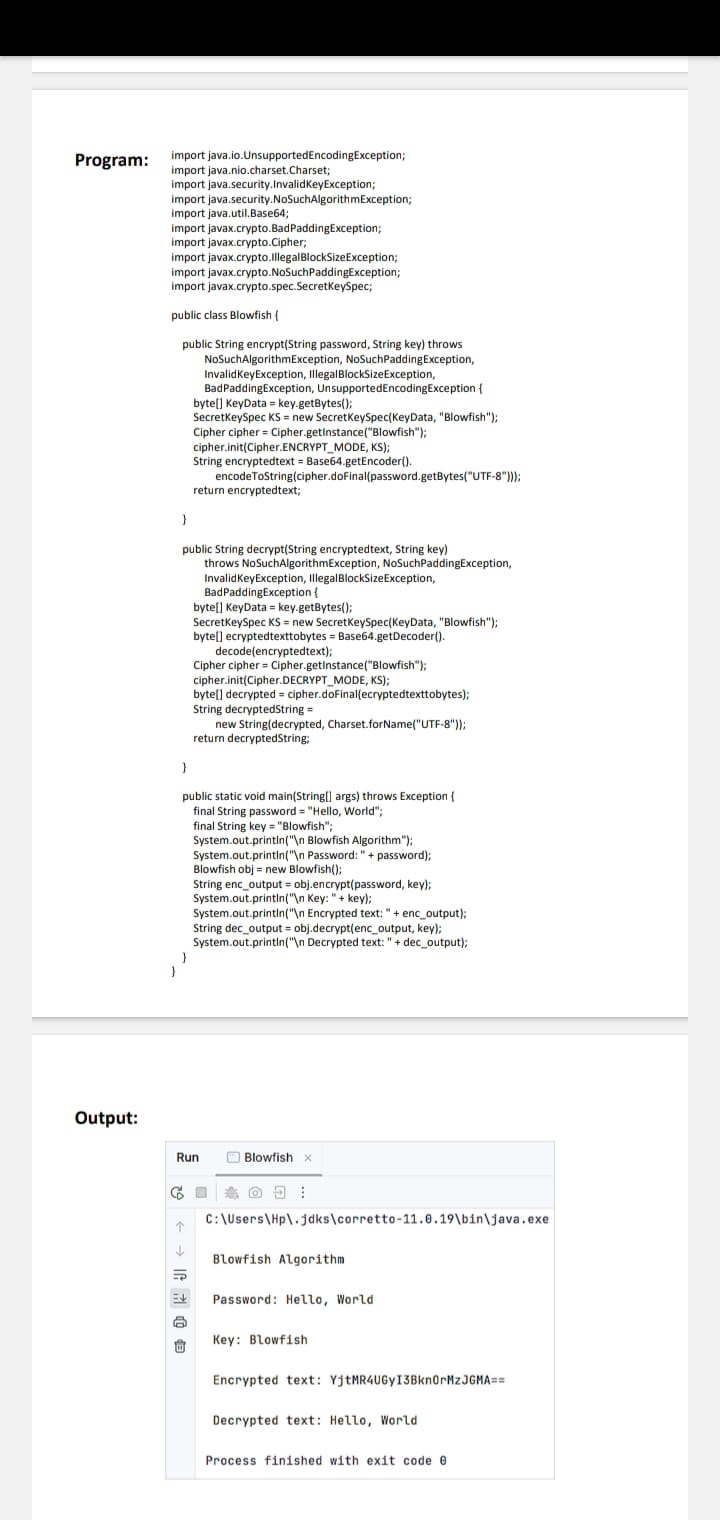 Program:
import java.io.UnsupportedEncodingException;
import java.nio.charset.Charset;
import java.security.InvalidKeyException;
import java.security.NoSuchAlgorithmException;
import java.util.Base64;
import javax.crypto.BadPaddingException;
import javax.crypto.Cipher;
import javax.crypto.IllegalBlockSizeException;
import javax.crypto.NoSuchPaddingException;
import javax.crypto.spec.SecretKeySpec;
public class Blowfish {
public String encrypt(String password, String key) throws
NoSuchAlgorithmException, NoSuchPaddingException,
InvalidKeyException, IllegalBlockSizeException,
BadPaddingException, UnsupportedEncodingException {
byte[] KeyData = key.getBytes();
SecretKeySpec KS = new SecretKeySpec(KeyData, "Blowfish");
Cipher cipher = Cipher.getInstance("Blowfish");
cipher.init(Cipher.ENCRYPT_MODE, KS);
String encryptedtext = Base64.getEncoder().
encodeToString(cipher.doFinal(password.getBytes("UTF-8")));
return encryptedtext;
}
public String decrypt(String encryptedtext, String key)
throws NoSuchAlgorithmException, NoSuchPaddingException,
InvalidKeyException, IllegalBlockSizeException,
BadPaddingException {
byte[] KeyData = key.getBytes();
SecretKeySpec KS = new SecretKeySpec(KeyData, "Blowfish");
byte[] ecryptedtexttobytes = Base64.getDecoder().
decode(encryptedtext);
Cipher cipher = Cipher.getInstance("Blowfish");
cipher.init(Cipher.DECRYPT_MODE, KS);
byte[] decrypted = cipher.doFinal(ecryptedtexttobytes);
String decryptedString =
new String(decrypted, Charset.forName("UTF-8"));
return decryptedString;
}
public static void main(String[] args) throws Exception {
final String password = "Hello, World";
final String key = "Blowfish";
System.out.println("\n Blowfish Algorithm");
System.out.println("\n Password: " + password);
Blowfish obj = new Blowfish();
String enc_output = obj.encrypt(password, key);
System.out.println("\n Key: " + key);
System.out.println("\n Encrypted text: " + enc_output);
String dec_output = obj.decrypt(enc_output, key);
System.out.println("\n Decrypted text: " + dec_output);
}
}
Output:
Run Blowfish
C:\Users\Hp\.jdks\corretto-11.0.19\bin\java.exe
Blowfish Algorithm
Password: Hello, World
Key: Blowfish
Encrypted text: YjtMR4UGyI3BknOrMzJGMA==
Decrypted text: Hello, World
Process finished with exit code 0